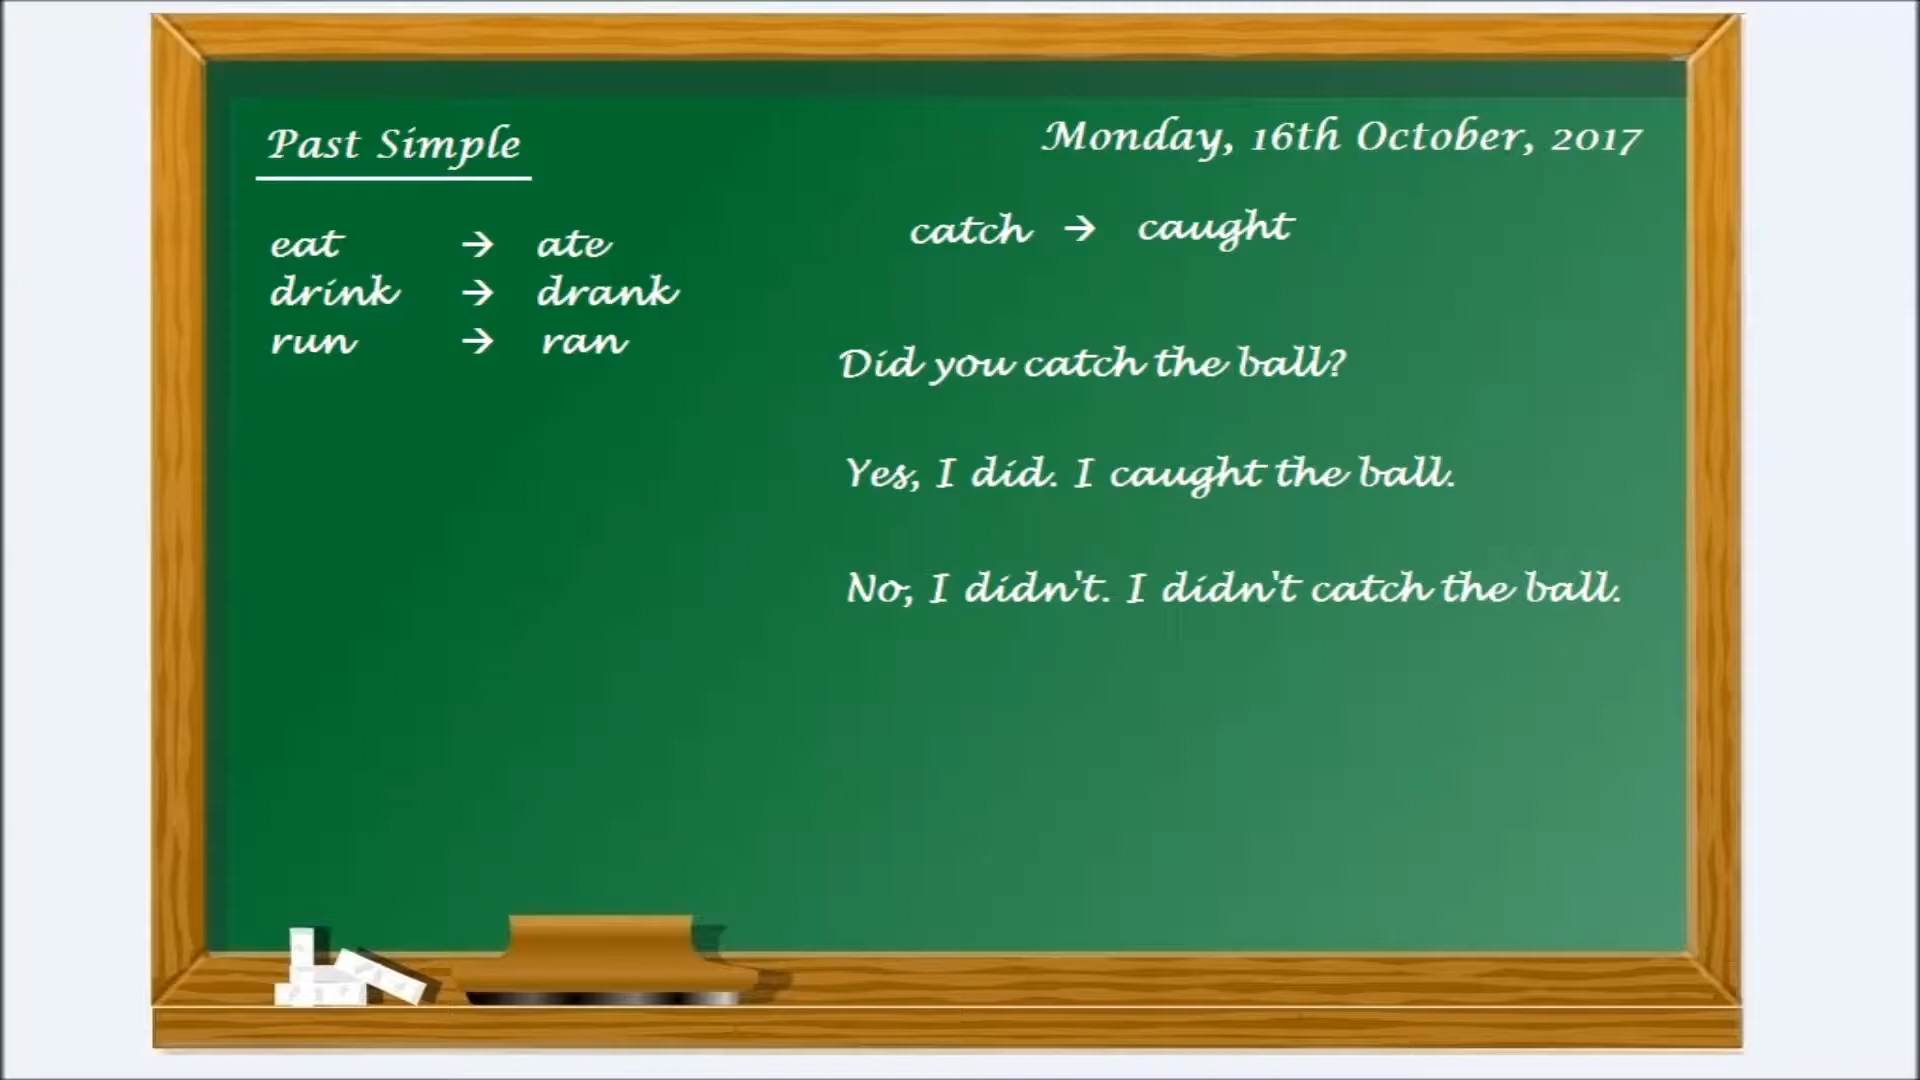 Past Simple
Monday, 16th October, 2017
eat → ate
drink → drank
run → ran
catch → caught
Did you catch the ball?
Yes, I did. I caught the ball.
No, I didn't. I didn't catch the ball.